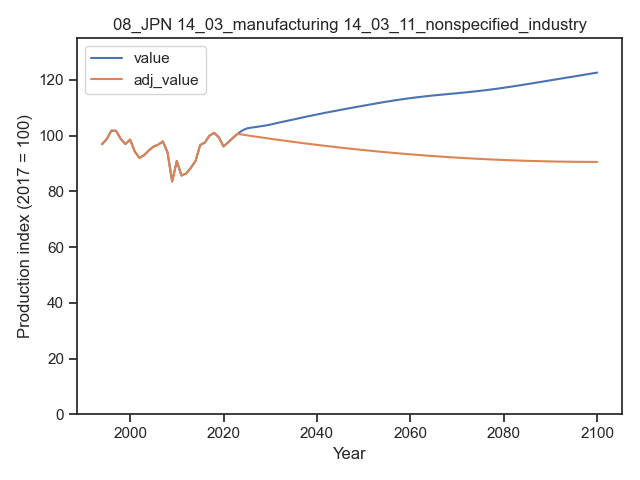 08_JPN 14_03_manufacturing 14_03_11_nonspecified_industry
value
adj_value
Production index (2017 = 100)
120
100
80
60
40
20
0
2000 2020 2040 2060 2080 2100
Year